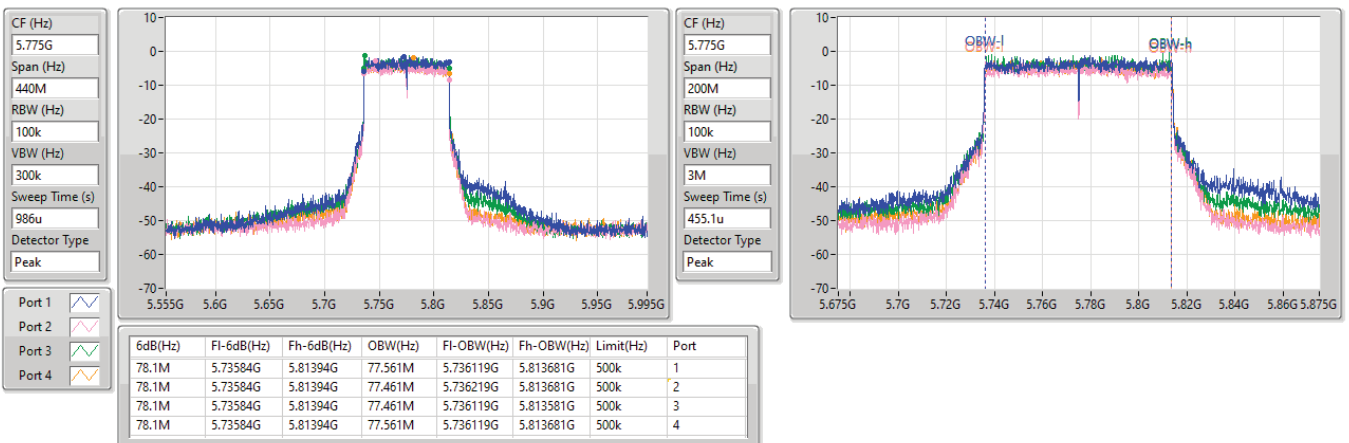 CF (Hz)
5.775G
Span (Hz)
440M
RBW (Hz)
100k
VBW (Hz)
300k
Sweep Time (s)
986u
Detector Type
Peak
10-
0-
-10-
-20-
-30-
-40-
-50-
-60-
-70-
5.555G 5.6G 5.65G 5.7G 5.75G 5.8G 5.85G 5.9G 5.95G 5.995G
CF (Hz)
5.775G
Span (Hz)
200M
RBW (Hz)
100k
VBW (Hz)
3M
Sweep Time (s)
455.1u
Detector Type
Peak
10-
0-
-10-
-20-
-30-
-40-
-50-
-60-
-70-
OBW-l OBW-h
5.675G 5.7G 5.72G 5.74G 5.76G 5.78G 5.8G 5.82G 5.84G 5.86G 5.875G
Port 1
Port 2
Port 3
Port 4
6dB(Hz) Fl-6dB(Hz) Fh-6dB(Hz) OBW(Hz) Fl-OBW(Hz) Fh-OBW(Hz) Limit(Hz) Port
78.1M 5.73584G 5.81394G 77.561M 5.736119G 5.813681G 500k 1
78.1M 5.73584G 5.81394G 77.461M 5.736219G 5.813681G 500k 2
78.1M 5.73584G 5.81394G 77.461M 5.736119G 5.813581G 500k 3
78.1M 5.73584G 5.81394G 77.561M 5.736119G 5.813681G 500k 4